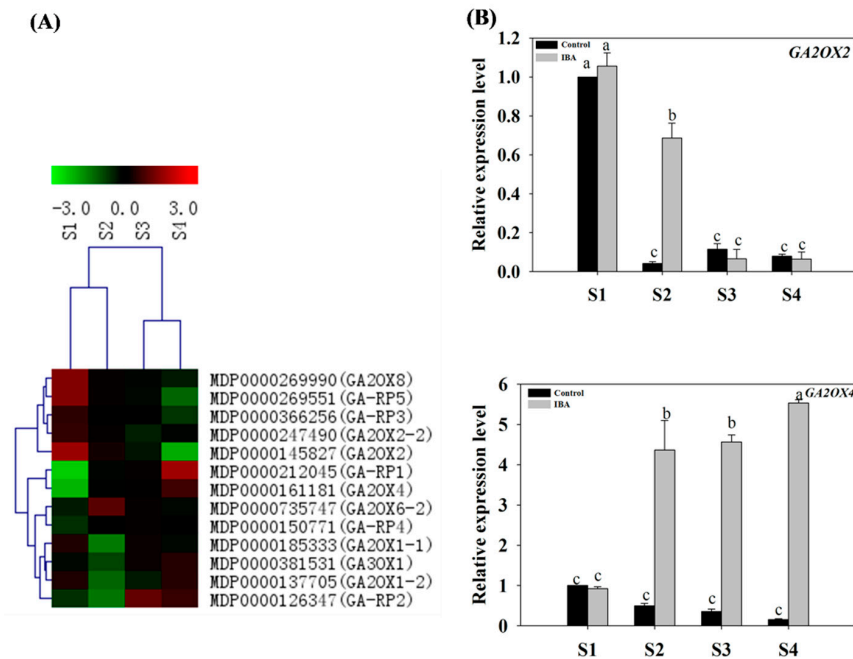 (A)
-3.0 0.0 3.0
S1 S2 S3 S4
MDP0000269990(GA2OX8)
MDP0000269551(GA-RP5)
MDP0000366256(GA-RP3)
MDP0000247490(GA2OX2-2)
MDP0000145827(GA2OX2)
MDP0000212045(GA-RP1)
MDP0000161181(GA2OX4)
MDP0000735747(GA2OX6-2)
MDP0000150771(GA-RP4)
MDP0000185333(GA2OX1-1)
MDP0000381531(GA3OX1)
MDP0000137705(GA2OX1-2)
MDP0000126347(GA-RP2)
(B)
Relative expression level
1.2
1.0
0.8
0.6
0.4
0.2
0.0
Control
IBA
GA2OX2
a a
c b
c c
c c
S1 S2 S3 S4
Relative expression level
6
5
4
3
2
1
0
Control
IBA
GA2OX4
c c
c b
c b
c a
S1 S2 S3 S4